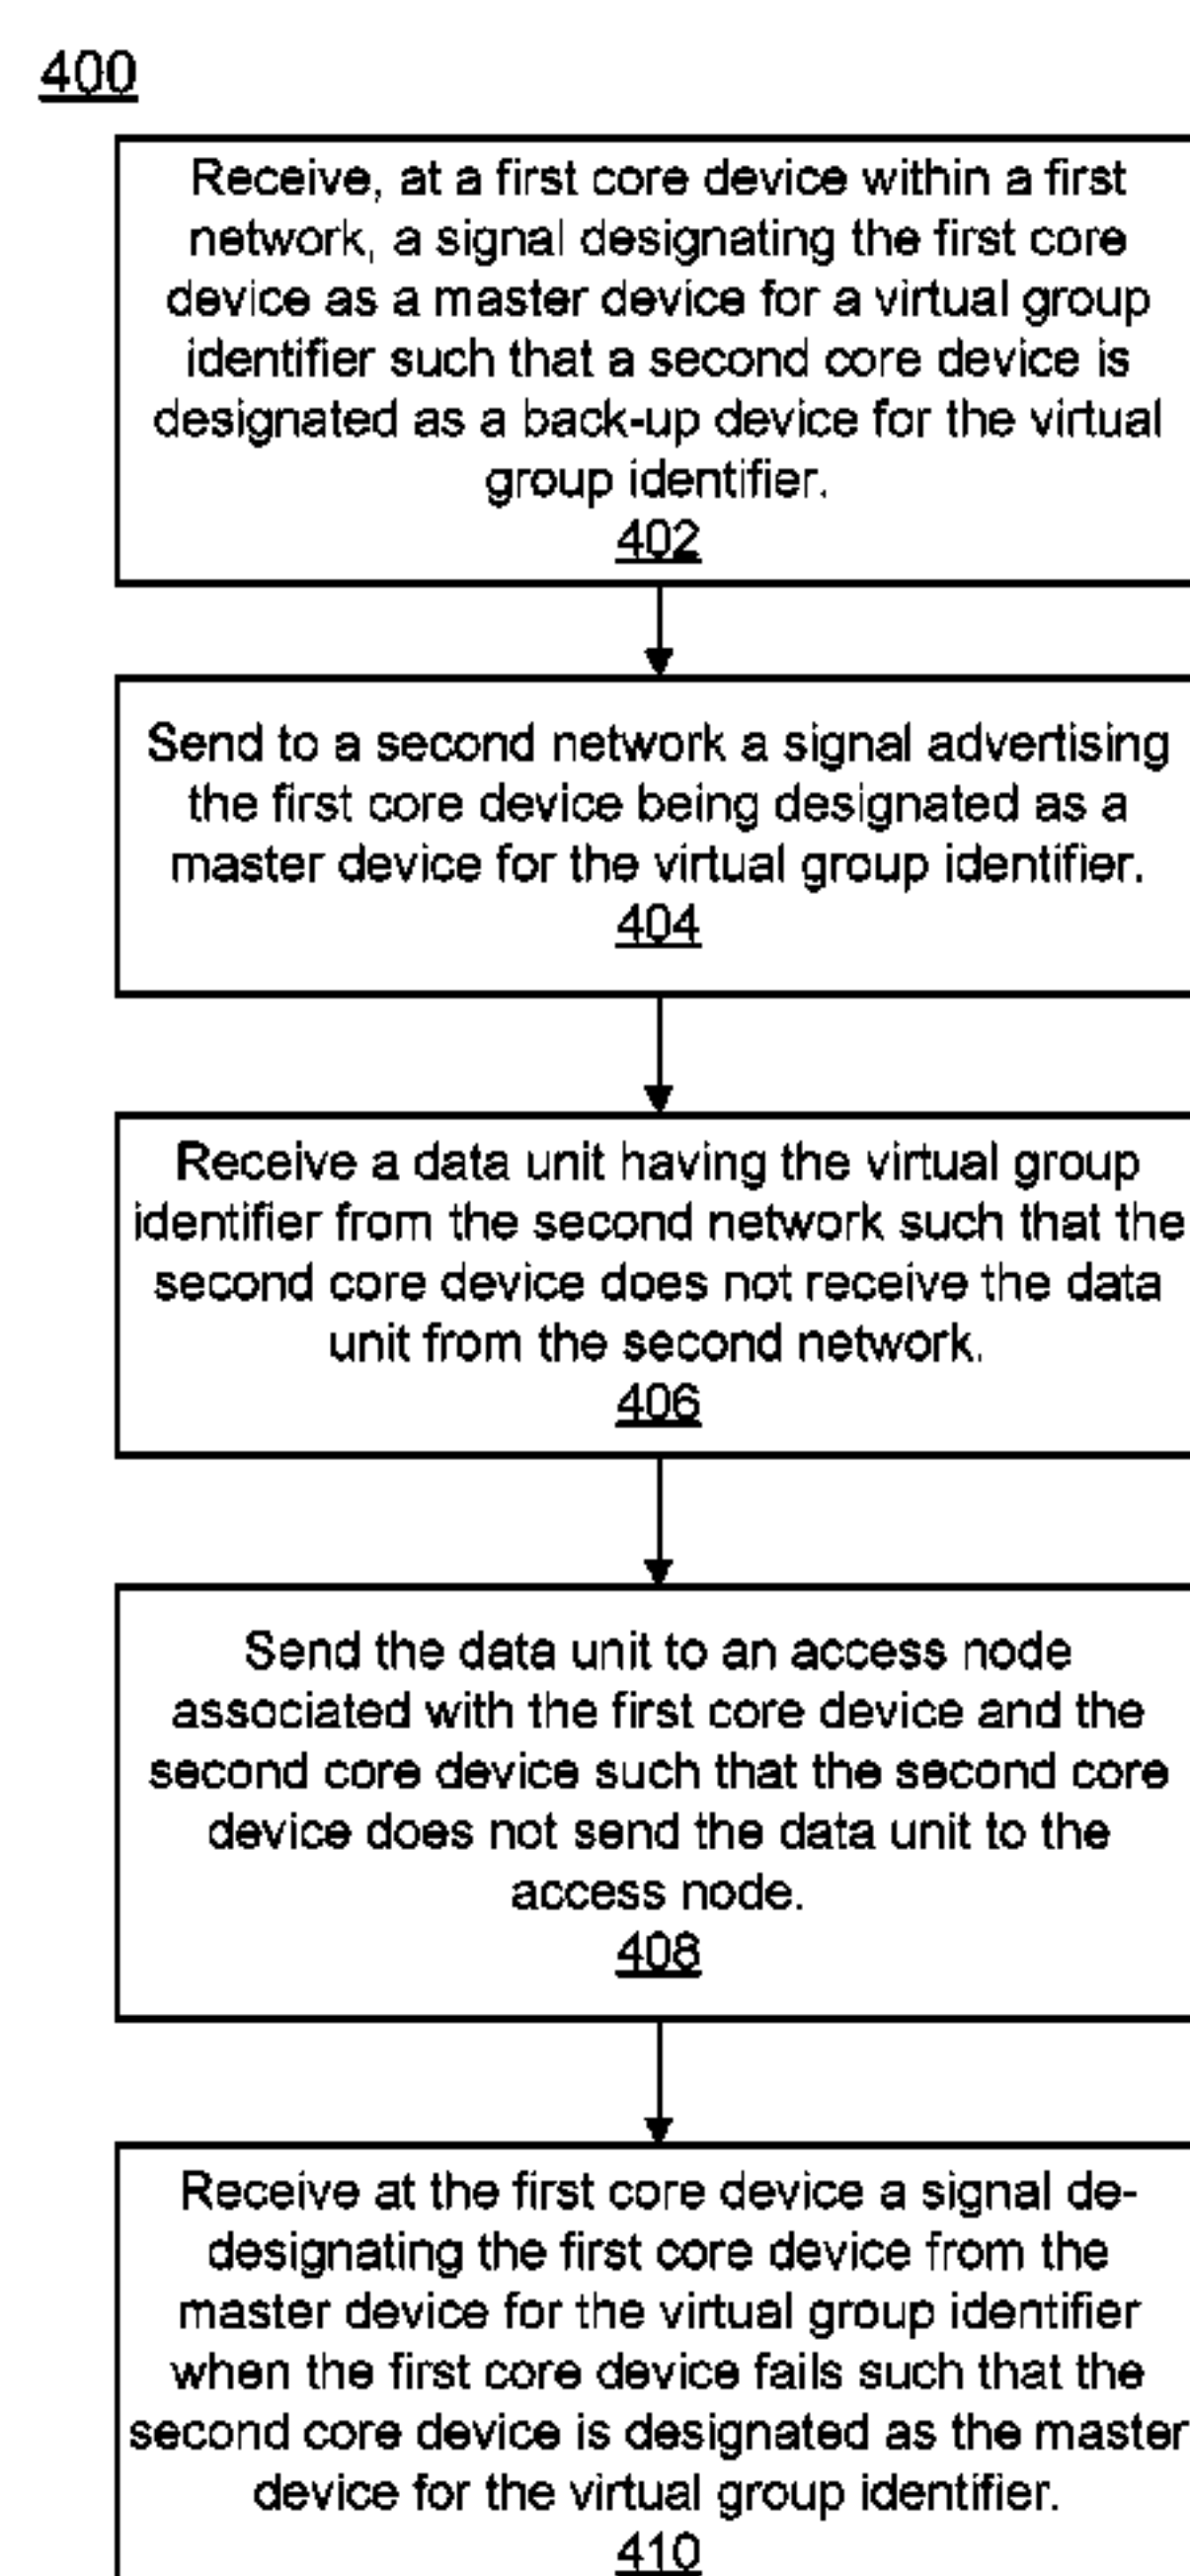 400
Receive, at a first core device within a first
network, a signal designating the first core
device as a master device for a virtual group
identifier such that a second core device is
designated as a back-up device for the virtual
group identifier.
402
Send to a second network a signal advertising
the first core device being designated as a
master device for the virtual group identifier.
404
Receive a data unit having the virtual group
identifier from the second network such that the
second core device does not receive the data
unit from the second network.
406
Send the data unit to an access node
associated with the first core device and the
second core device such that the second core
device does not send the data unit to the
access node.
408
Receive at the first core device a signal de-
designating the first core device from the
master device for the virtual group identifier
when the first core device fails such that the
second core device is designated as the master
device for the virtual group identifier.
410